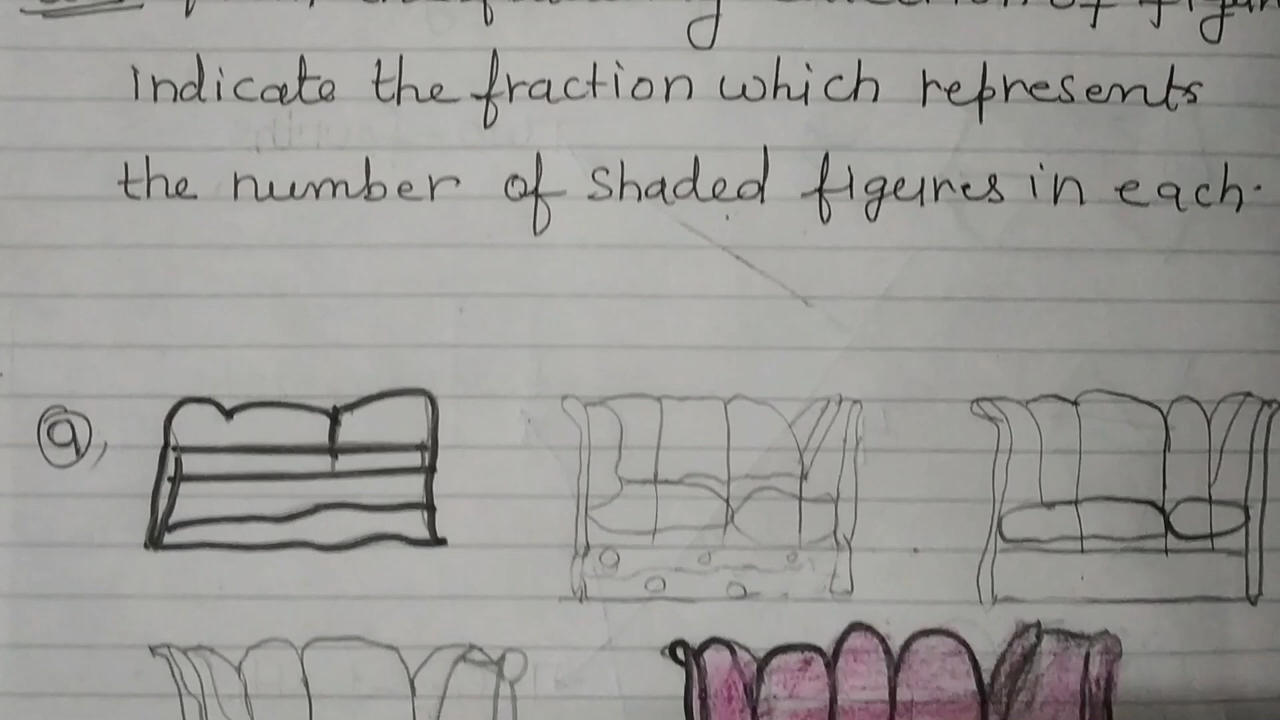 indicate the fraction which represents
the number of shaded figures in each.
a,